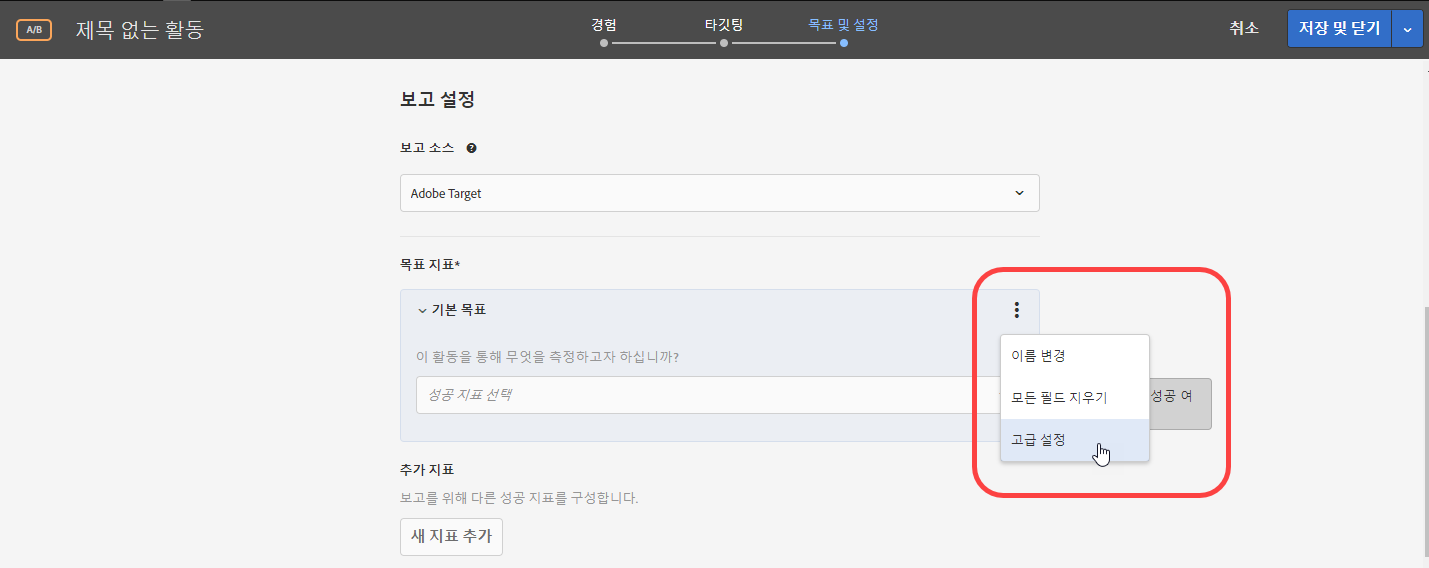 A/B
제목 없는 활동
경험
타깃팅
목표 및 설정
취소
저장 및 닫기
보고 설정
보고 소스
Adobe Target
목표 지표*
기본 목표
이 활동을 통해 무엇을 측정하고자 하십니까?
성공 지표 선택
이름 변경
모든 필드 지우기
고급 설정
성공 여
추가 지표
보고를 위해 다른 성공 지표를 구성합니다.
새 지표 추가